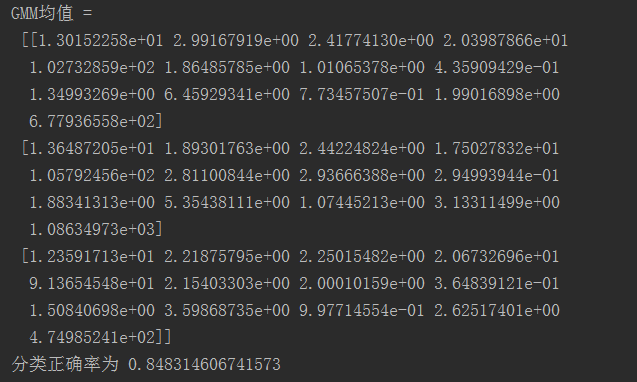 GMM均值 =
[[1.30152258e+01 2.99167919e+00 2.41774130e+00 2.03987866e+01
1.02732859e+02 1.86485785e+00 1.01065378e+00 4.35909429e-01
1.34993269e+00 6.45929341e+00 7.73457507e-01 1.99016898e+00
6.77936558e+02]
[1.36487205e+01 1.89301763e+00 2.44224824e+00 1.75027832e+01
1.05792456e+02 2.81100844e+00 2.93666388e+00 2.94993944e-01
1.88341313e+00 5.35438111e+00 1.07445213e+00 3.13311499e+00
1.08634973e+03]
[1.23591713e+01 2.21875795e+00 2.25015482e+00 2.06732696e+01
9.13654548e+01 2.15403303e+00 2.00010159e+00 3.64839121e-01
1.50840698e+00 3.59868735e+00 9.97714554e-01 2.62517401e+00
4.74985241e+02]]
分类正确率为 0.848314606741573